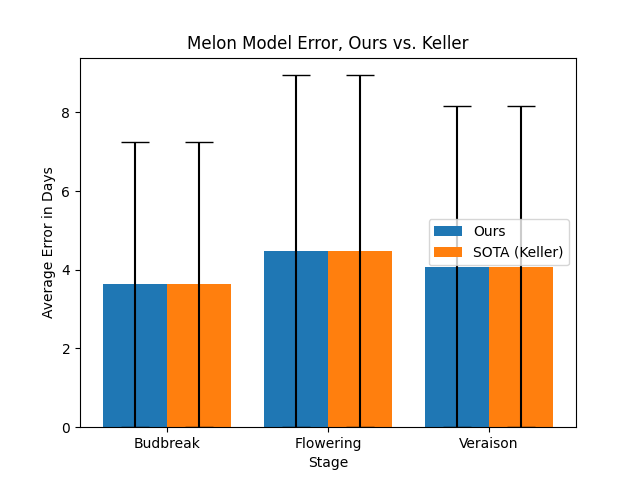 Melon Model Error, Ours vs. Keller
8
6
4
2
0
Average Error in Days
Ours
SOTA (Keller)
Budbreak
Flowering
Veraison
Stage